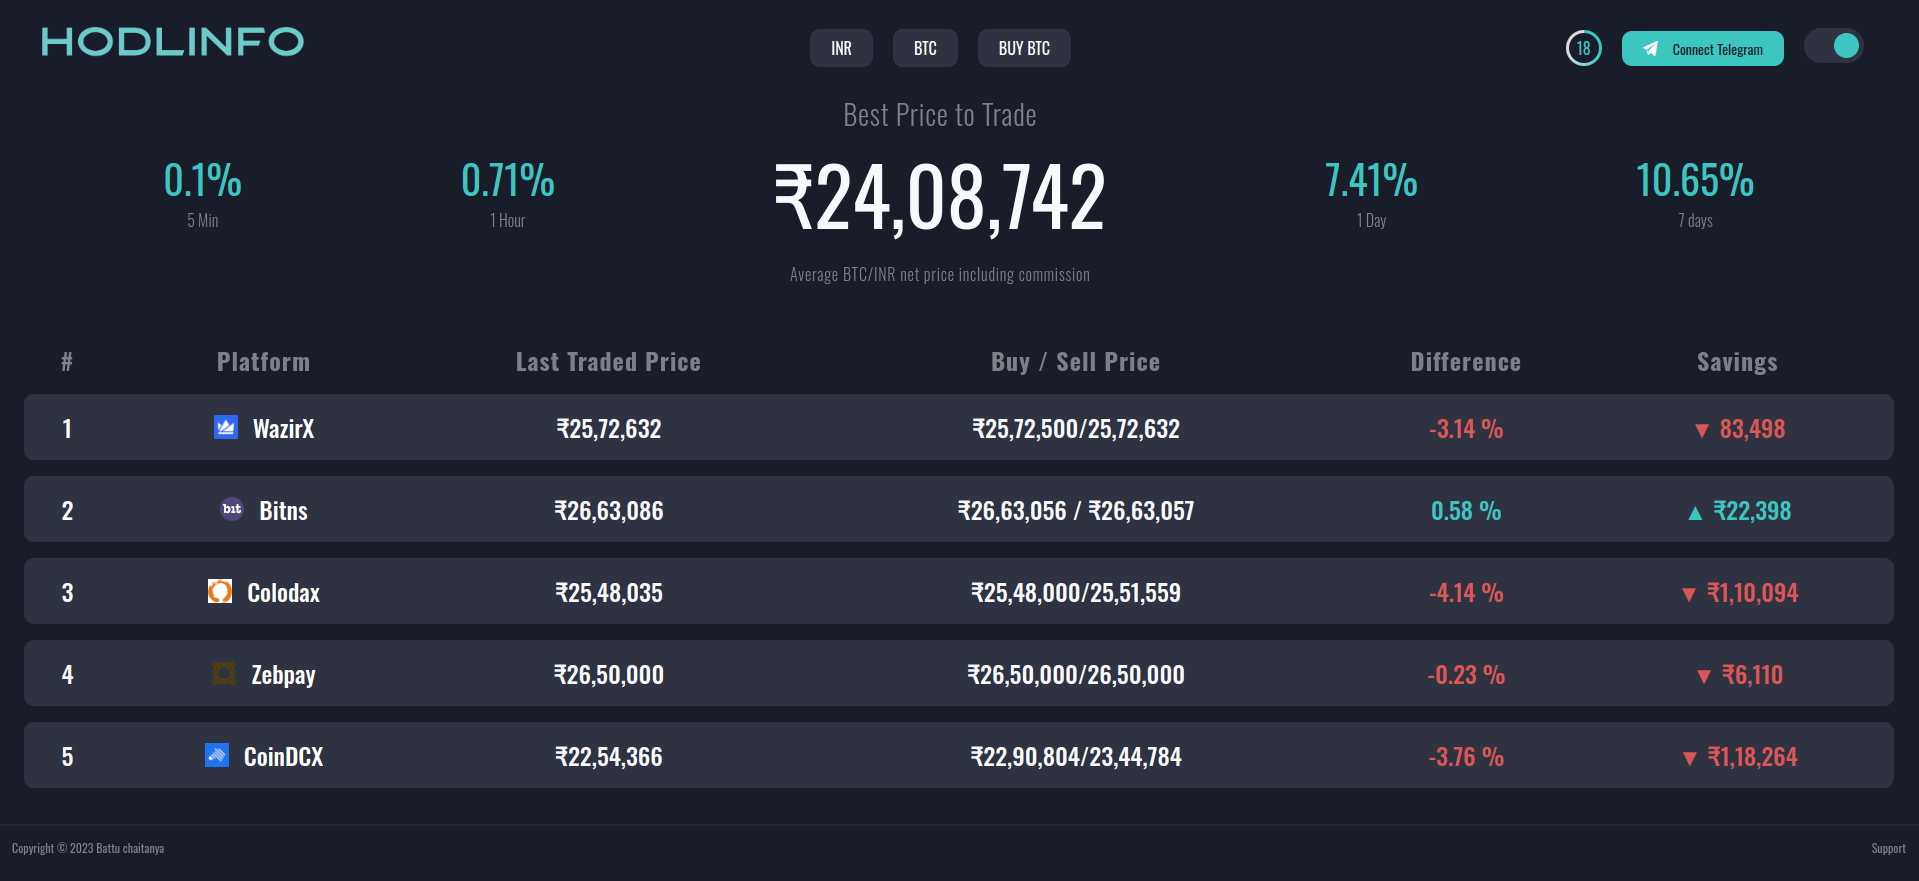 HODLINFO
INR BTC BUY BTC
18 Connect Telegram
Best Price to Trade
0.1% 0.71% ₹24,08,742 7.41% 10.65%
5 Min 1 Hour 1 Day 7 days
Average BTC/INR net price including commission
# Platform Last Traded Price Buy / Sell Price Difference Savings
1 WazirX ₹25,72,632 ₹25,72,500/25,72,632 -3.14 % ▼ 83,498
2 bit Bitns ₹26,63,086 ₹26,63,056 / ₹26,63,057 0.58 % ▲ ₹22,398
3 Colodax ₹25,48,035 ₹25,48,000/25,51,559 -4.14 % ▼ ₹1,10,094
4 Zebpay ₹26,50,000 ₹26,50,000/26,50,000 -0.23 % ▼ ₹6,110
5 CoinDCX ₹22,54,366 ₹22,90,804/23,44,784 -3.76 % ▼ ₹1,18,264
Copyright © 2023 Battu chaitanya Support